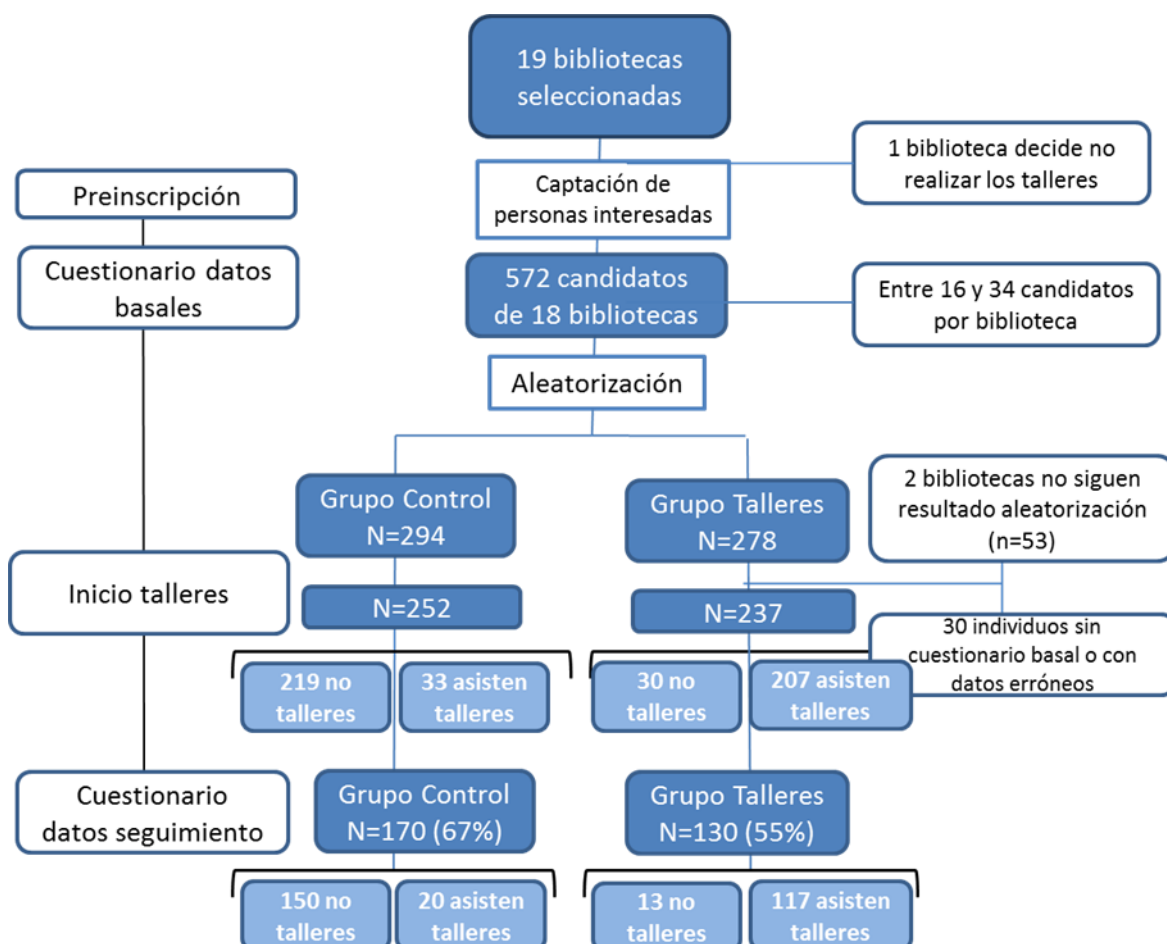 19 bibliotecas
seleccionadas
1 biblioteca decide no
realizar los talleres
Captación de
personas interesadas
Preinscripción
Cuestionario datos
basales
572 candidatos
de 18 bibliotecas
Entre 16 y 34 candidatos
por biblioteca
Aleatorización
Grupo Control
N=294
Grupo Talleres
N=278
2 bibliotecas no siguen
resultado aleatorización
(n=53)
Inicio talleres
N=252
N=237
30 individuos sin
cuestionario basal o con
datos erróneos
219 no
talleres
33 asisten
talleres
30 no
talleres
207 asisten
talleres
Cuestionario
datos seguimiento
Grupo Control
N=170 (67%)
Grupo Talleres
N=130 (55%)
150 no
talleres
20 asisten
talleres
13 no
talleres
117 asisten
talleres